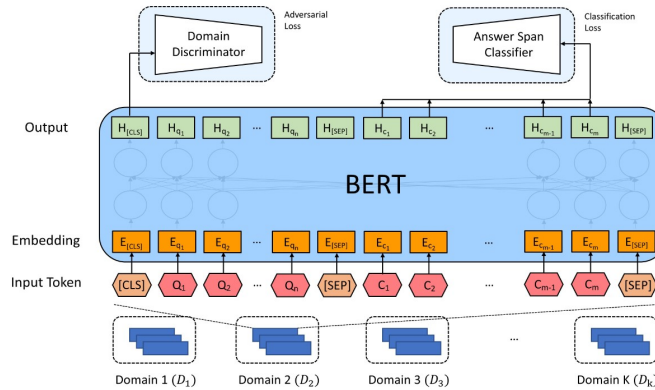 Domain
Discriminator
Adversarial
Loss
Answer Span
Classifier
Classification
Loss
Output
H[CLS] Hq1 Hq2 ... Hqn H[SEP] Hc1 Hc2 ... Hcm-1 Hcm H[SEP]
BERT
Embedding
E[CLS] Eq1 Eq2 ... Eqn E[SEP] Ec1 Ec2 ... Ecm-1 Ecm E[SEP]
Input Token
[CLS] Q1 Q2 ... Qn [SEP] C1 C2 ... Cm-1 Cm [SEP]
...
Domain 1 (D1) Domain 2 (D2) Domain 3 (D3) Domain K (Dk)